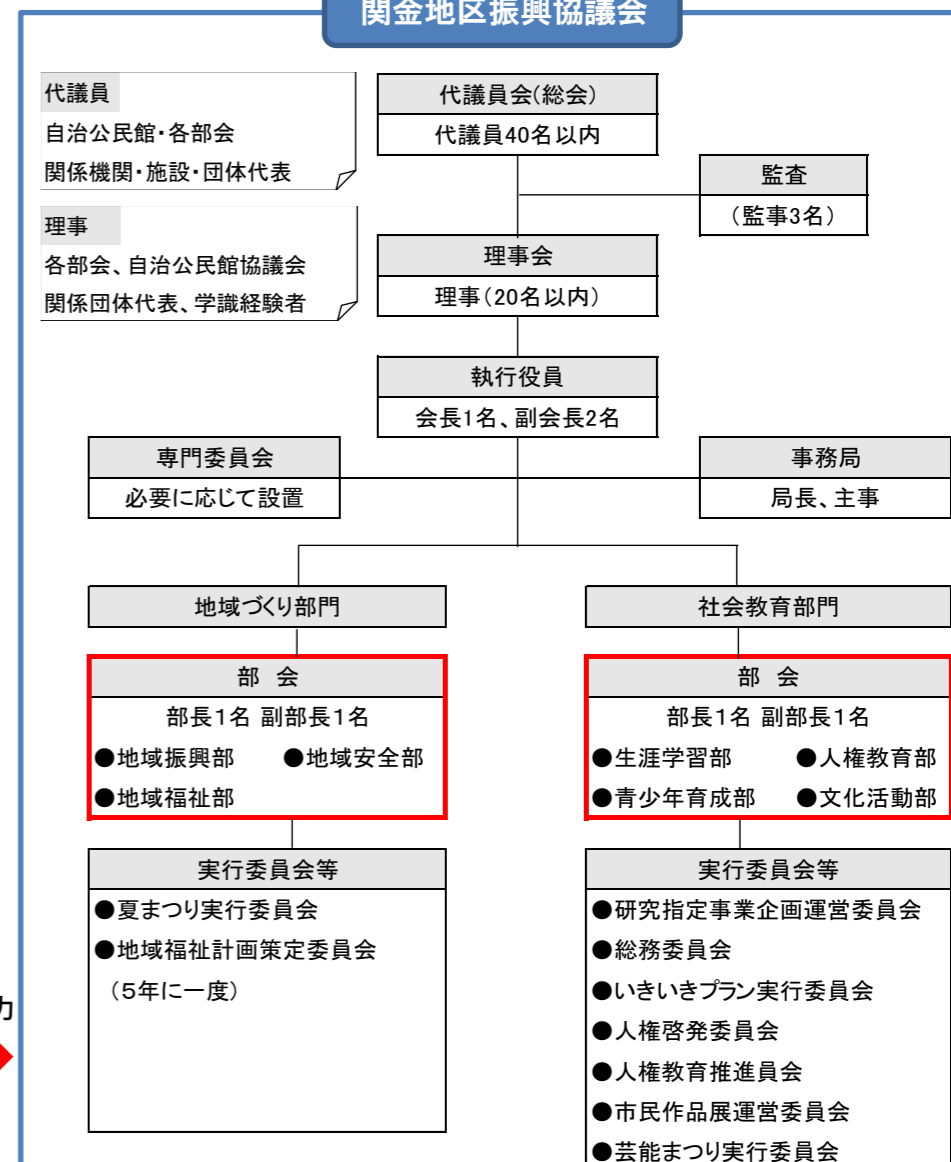 関金地区振興協議会
代議員
自治公民館・各部会
関係機関・施設・団体代表
代議員会(総会)
代議員40名以内
監査
（監事3名）
理事
各部会、自治公民館協議会
関係団体代表、学識経験者
理事会
理事（20名以内）
執行役員
会長1名、副会長2名
専門委員会
必要に応じて設置
事務局
局長、主事
地域づくり部門
社会教育部門
部　会
部長1名 副部長1名
●地域振興部　●地域安全部
●地域福祉部
部　会
部長1名 副部長1名
●生涯学習部　●人権教育部
●青少年育成部　●文化活動部
実行委員会等
●夏まつり実行委員会
●地域福祉計画策定委員会
（5年に一度）
実行委員会等
●研究指定事業企画運営委員会
●総務委員会
●いきいきプラン実行委員会
●人権啓発委員会
●人権教育推進員会
●市民作品展運営委員会
●芸能まつり実行委員会